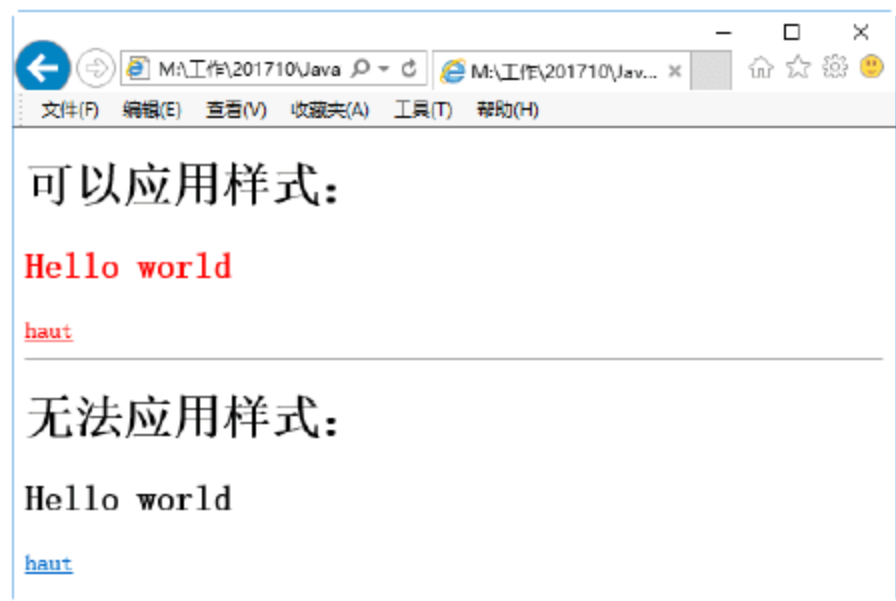 M:\工作\201710\Java
M:\工作\201710\Jav...
文件(F) 编辑(E) 查看(V) 收藏夹(A) 工具(T) 帮助(H)
可以应用样式：
Hello world
haut
无法应用样式：
Hello world
haut